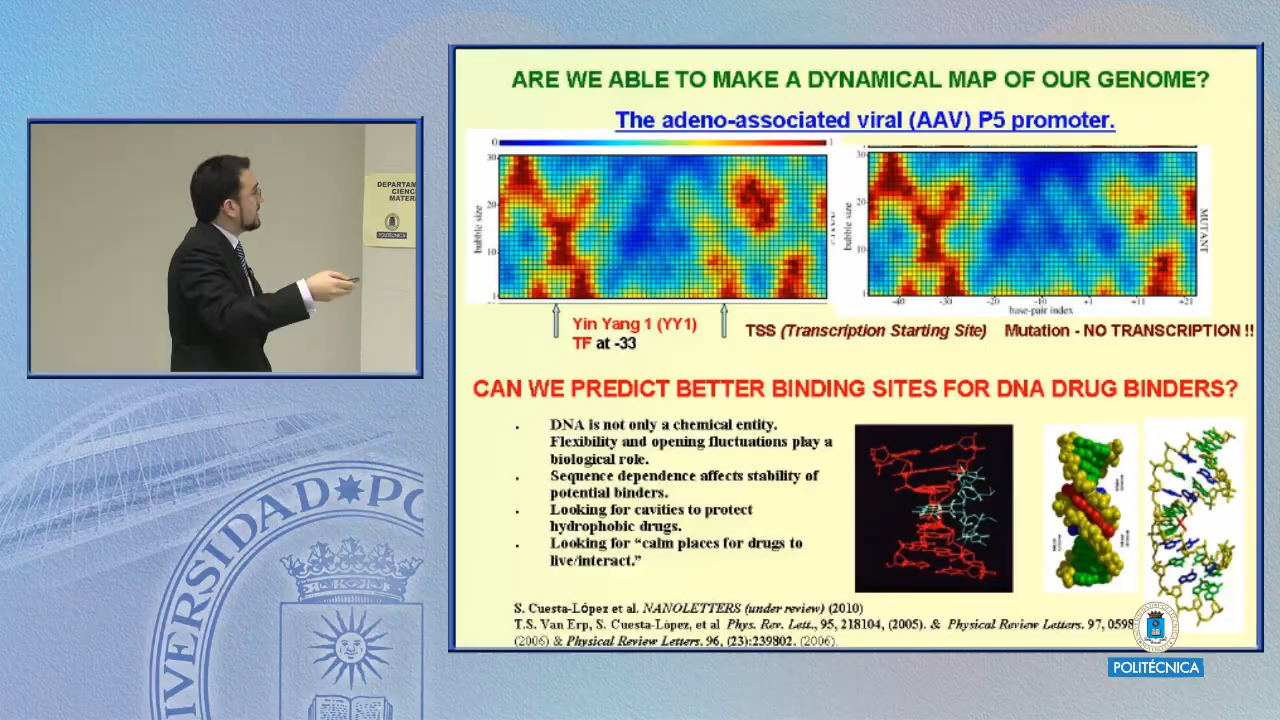 ARE WE ABLE TO MAKE A DYNAMICAL MAP OF OUR GENOME?
The adeno-associated viral (AAV) P5 promoter.
0 1
30
20
10
1
bubble size
30
20
10
1
bubble size
MUTANT
-40 -30 -20 -10 +1 +11 +21
base-pair index
Yin Yang 1 (YY1)
TF at -33
TSS (Transcription Starting Site) Mutation - NO TRANSCRIPTION !!
CAN WE PREDICT BETTER BINDING SITES FOR DNA DRUG BINDERS?
. DNA is not only a chemical entity.
Flexibility and opening fluctuations play a
biological role.
. Sequence dependence affects stability of
potential binders.
. Looking for cavities to protect
hydrophobic drugs.
. Looking for “calm places for drugs to
live/interact.”
S. Cuesta-López et al. NANOLETTERS (under review) (2010)
T.S. Van Erp, S. Cuesta-López, et al Phys. Rev. Lett., 95, 218104, (2005). & Physical Review Letters. 97, 0598
(2006) & Physical Review Letters. 96, (23):239802. (2006).
DEPARTAM
CIENC
MATERI
POLITÉCNICA
UNIVERSIDAD PO
POLITÉCNICA